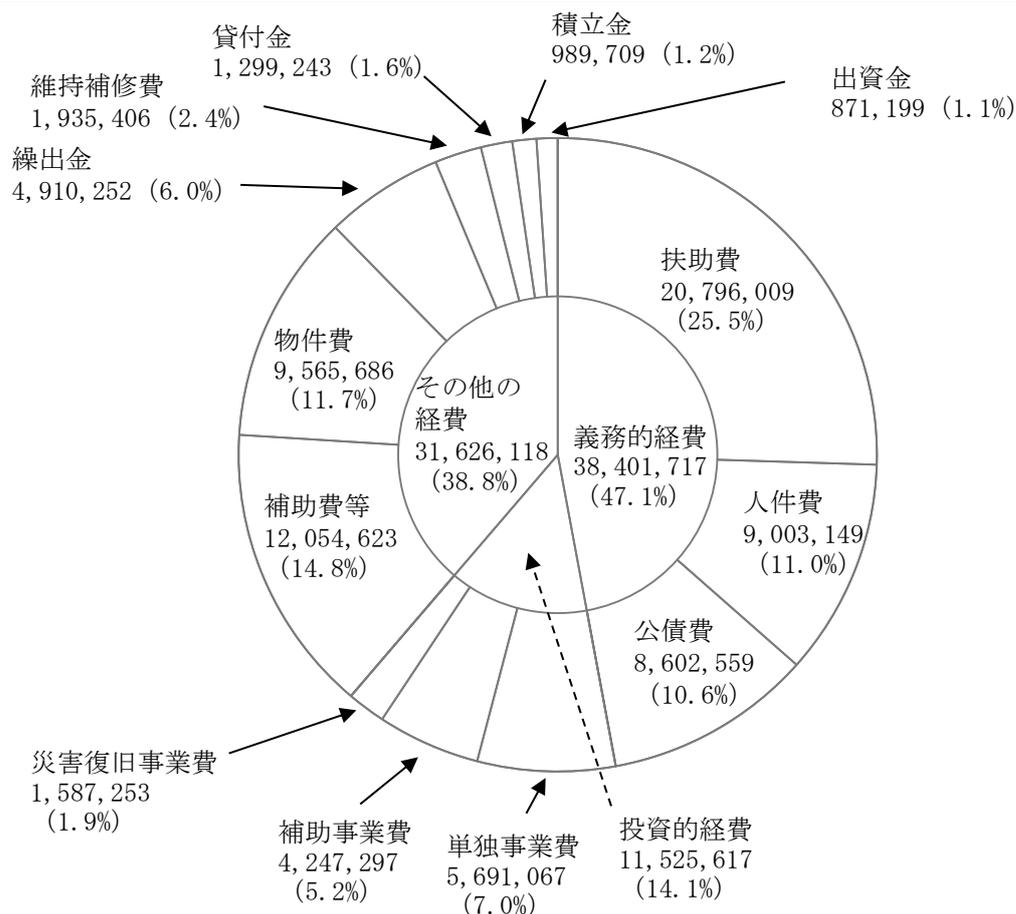 積立金
989,709 (1.2%)
貸付金
1,299,243 (1.6%)
出資金
871,199 (1.1%)
維持補修費
1,935,406 (2.4%)
繰出金
4,910,252 (6.0%)
扶助費
20,796,009
(25.5%)
物件費
9,565,686
(11.7%)
その他の
経費
31,626,118
(38.8%)
義務的経費
38,401,717
(47.1%)
補助費等
12,054,623
(14.8%)
人件費
9,003,149
(11.0%)
公債費
8,602,559
(10.6%)
災害復旧事業費
1,587,253
(1.9%)
補助事業費
4,247,297
(5.2%)
単独事業費
5,691,067
(7.0%)
投資的経費
11,525,617
(14.1%)